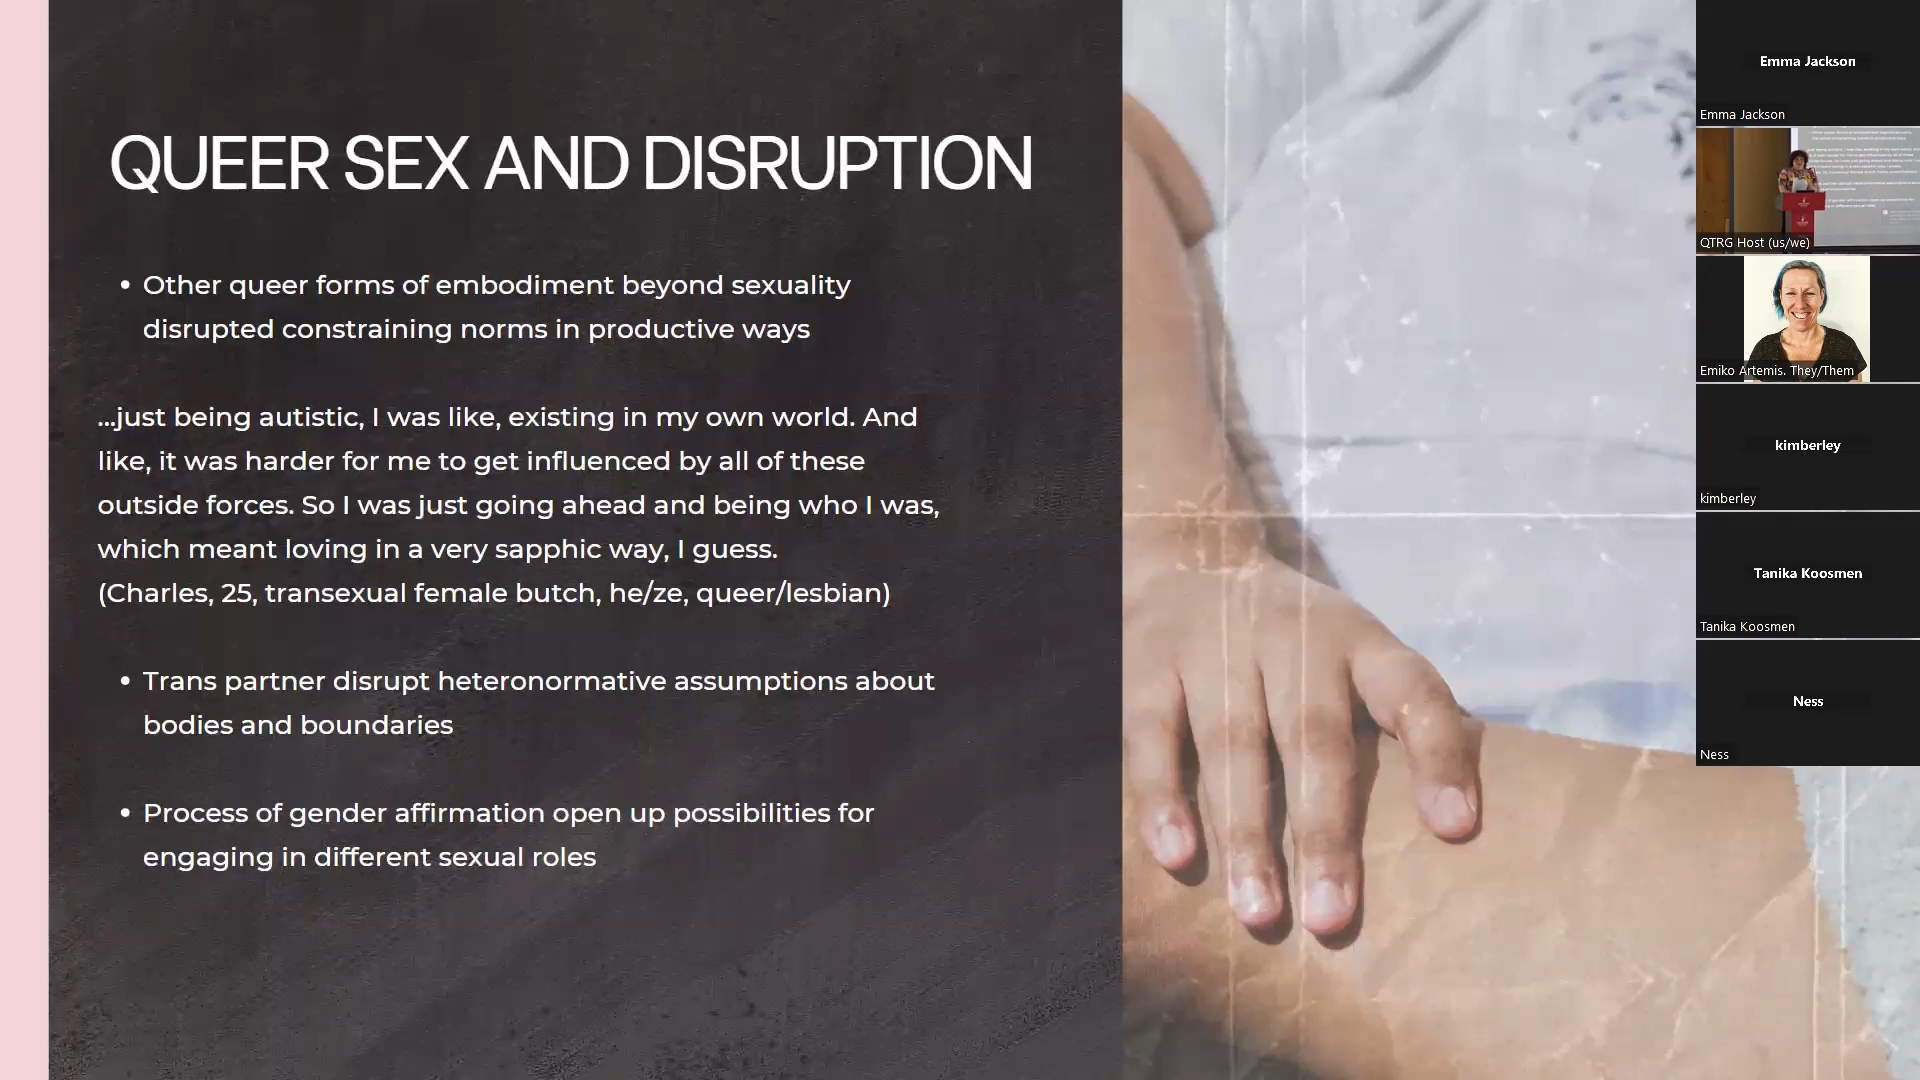 QUEER SEX AND DISRUPTION
• Other queer forms of embodiment beyond sexuality
disrupted constraining norms in productive ways
...just being autistic, I was like, existing in my own world. And
like, it was harder for me to get influenced by all of these
outside forces. So I was just going ahead and being who I was,
which meant loving in a very sapphic way, I guess.
(Charles, 25, transexual female butch, he/ze, queer/lesbian)
• Trans partner disrupt heteronormative assumptions about
bodies and boundaries
• Process of gender affirmation open up possibilities for
engaging in different sexual roles
Emma Jackson
Emma Jackson
QTRG Host (us/we)
Emiko Artemis. They/Them
kimberley
kimberley
Tanika Koosmen
Tanika Koosmen
Ness
Ness